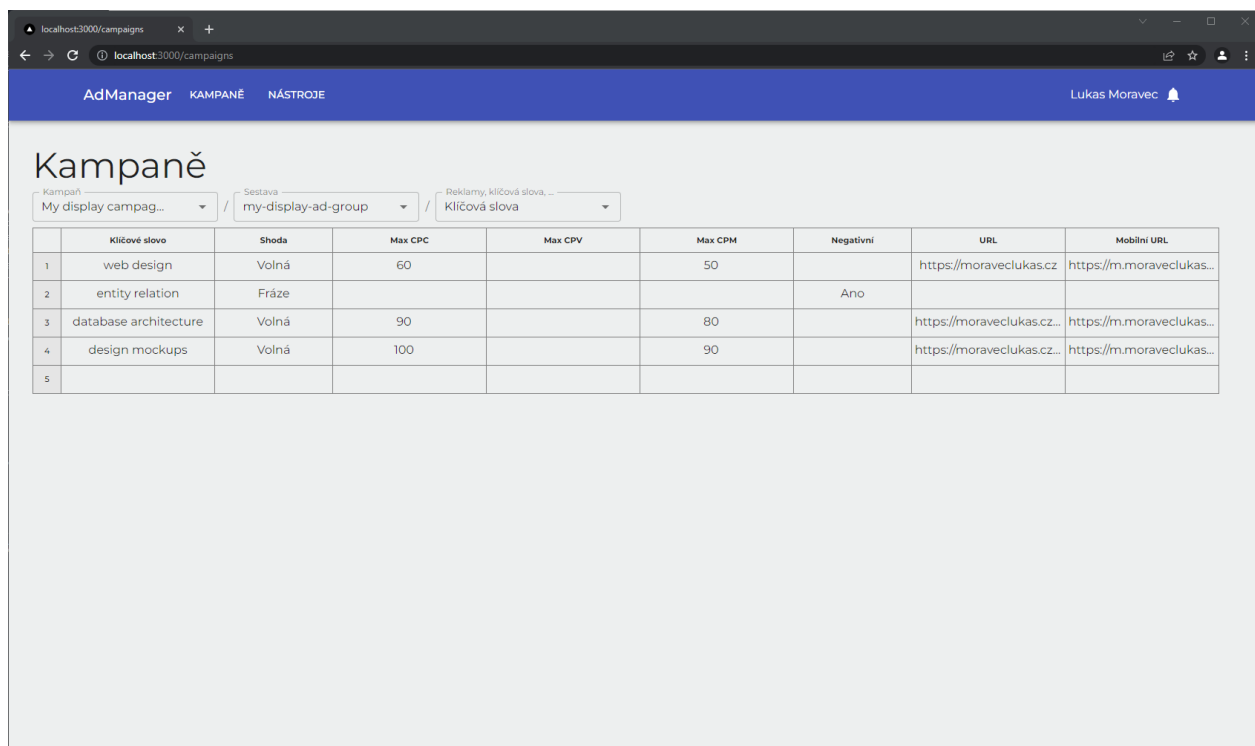 localhost:3000/campaigns
localhost:3000/campaigns
AdManager KAMPANĚ NÁSTROJE Lukas Moravec
Kampaně
Kampaň Sestava Reklamy, klíčová slova, ...
My display campag... / my-display-ad-group / Klíčová slova
Klíčové slovo Shoda Max CPC Max CPV Max CPM Negativní URL Mobilní URL
1 web design Volná 60 50 https://moraveclukas.cz https://m.moraveclukas...
2 entity relation Fráze Ano
3 database architecture Volná 90 80 https://moraveclukas.cz... https://m.moraveclukas...
4 design mockups Volná 100 90 https://moraveclukas.cz... https://m.moraveclukas...
5